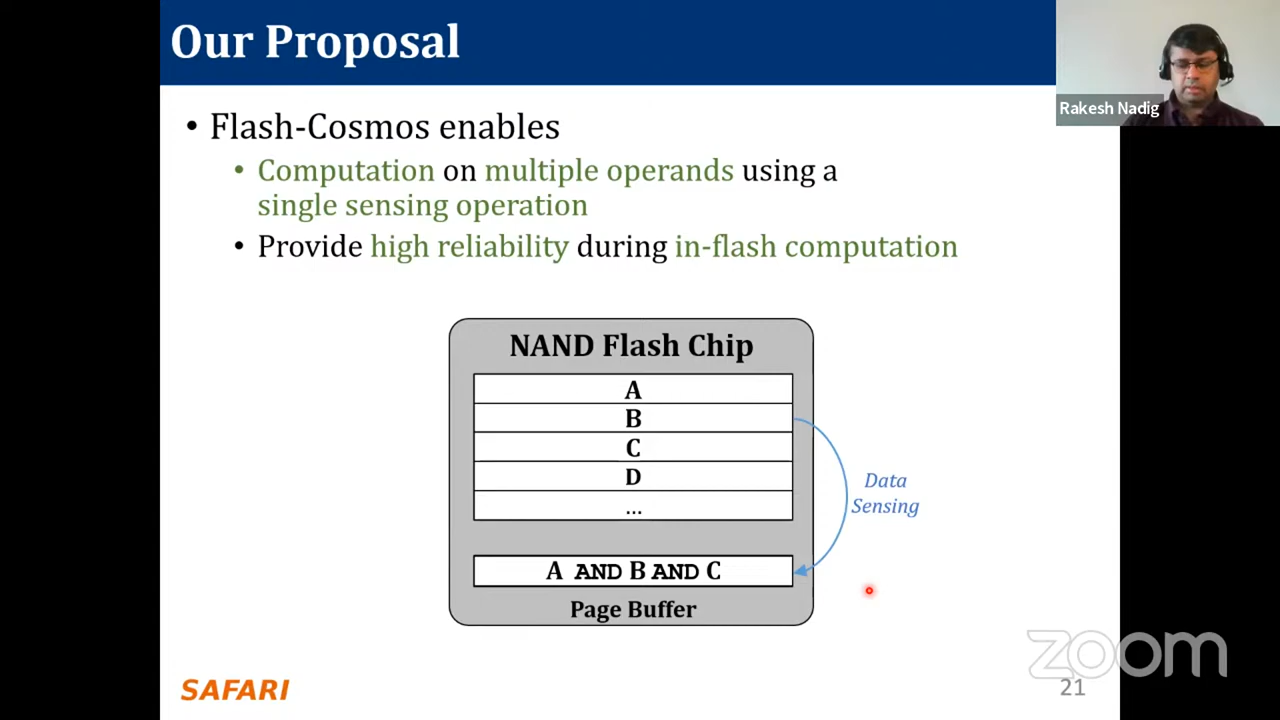 Our Proposal
Rakesh Nadig
• Flash-Cosmos enables
• Computation on multiple operands using a
single sensing operation
• Provide high reliability during in-flash computation
NAND Flash Chip
A
B
C
D
...
Data
Sensing
A AND B AND C
Page Buffer
zoom
SAFARI
21